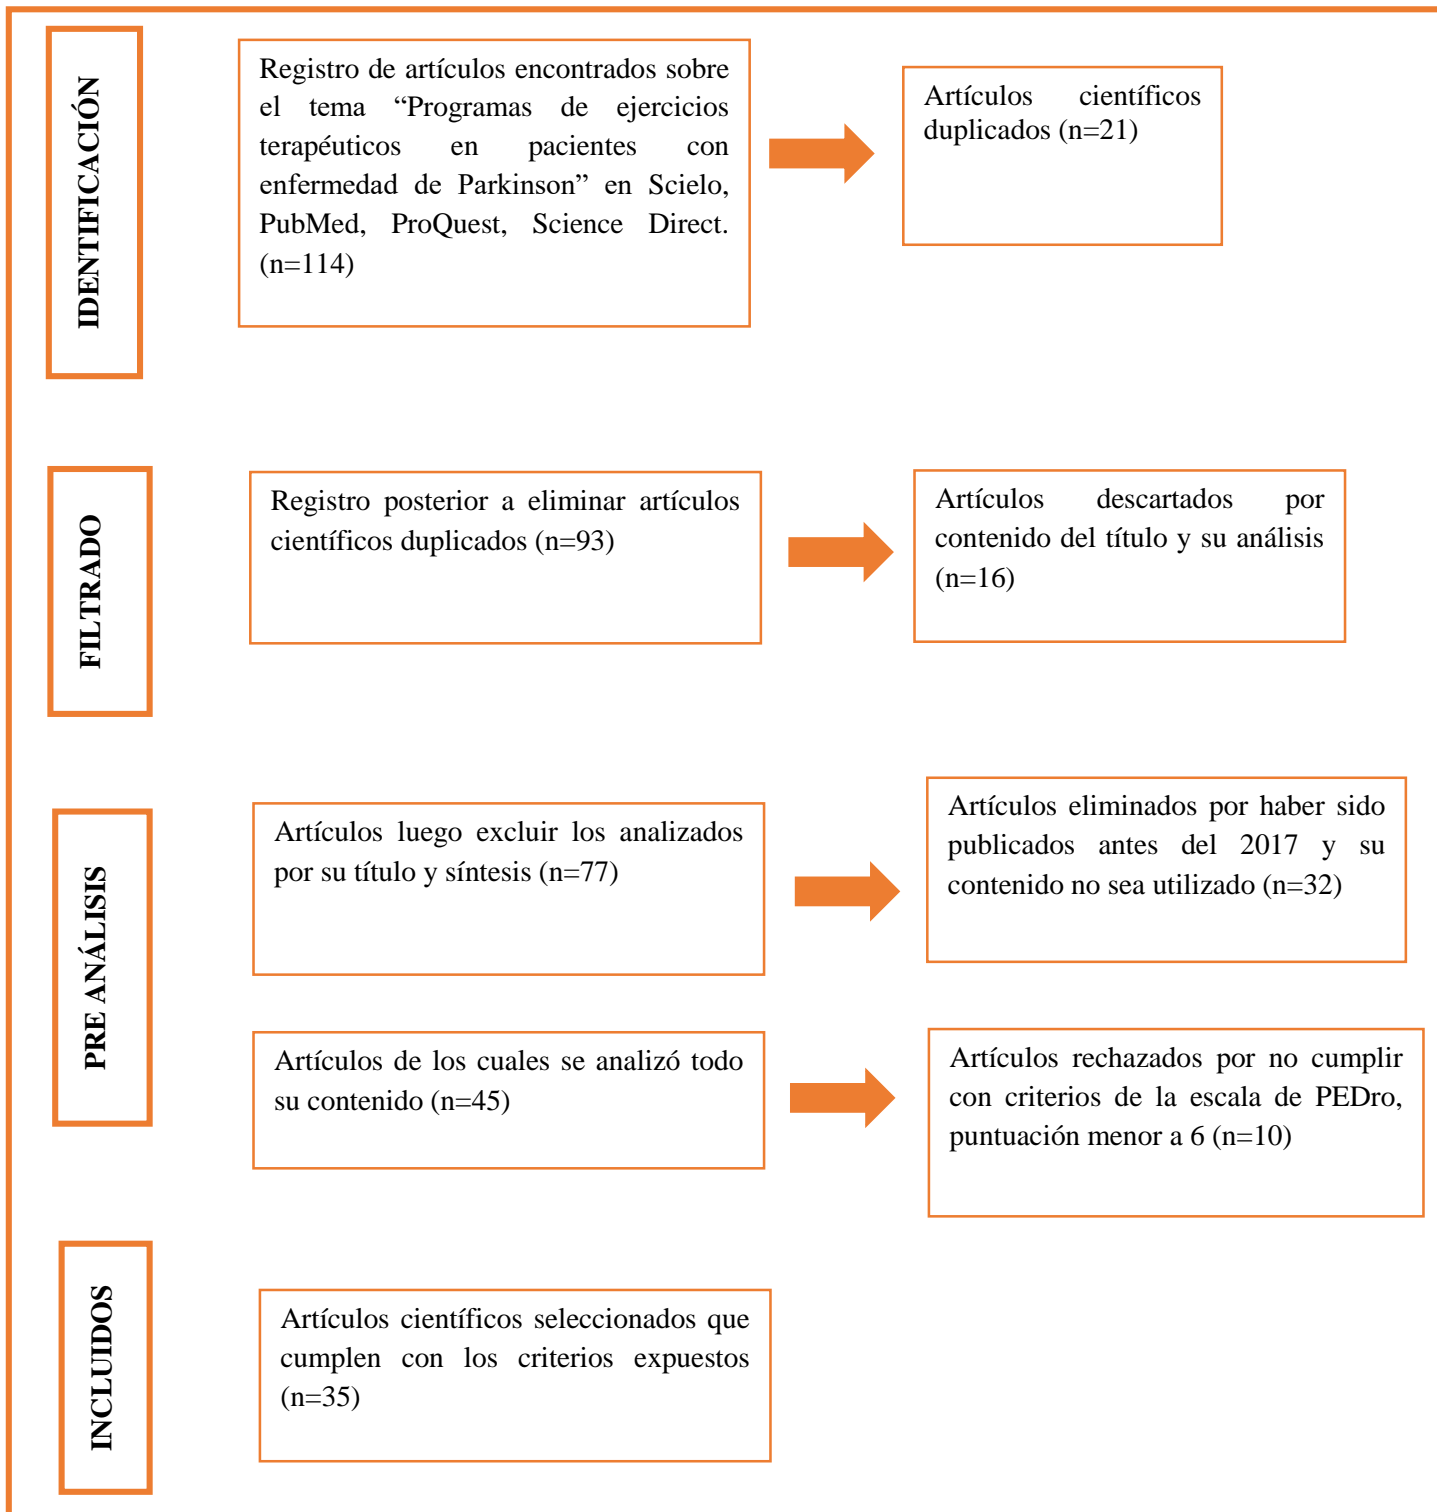 IDENTIFICACIÓN
Registro de artículos encontrados sobre
el tema “Programas de ejercicios
terapéuticos en pacientes con
enfermedad de Parkinson” en Scielo,
PubMed, ProQuest, Science Direct.
(n=114)
Artículos científicos
duplicados (n=21)
FILTRADO
Registro posterior a eliminar artículos
científicos duplicados (n=93)
Artículos descartados por
contenido del título y su análisis
(n=16)
PRE ANÁLISIS
Artículos luego excluir los analizados
por su título y síntesis (n=77)
Artículos eliminados por haber sido
publicados antes del 2017 y su
contenido no sea utilizado (n=32)
Artículos de los cuales se analizó todo
su contenido (n=45)
Artículos rechazados por no cumplir
con criterios de la escala de PEDro,
puntuación menor a 6 (n=10)
INCLUIDOS
Artículos científicos seleccionados que
cumplen con los criterios expuestos
(n=35)